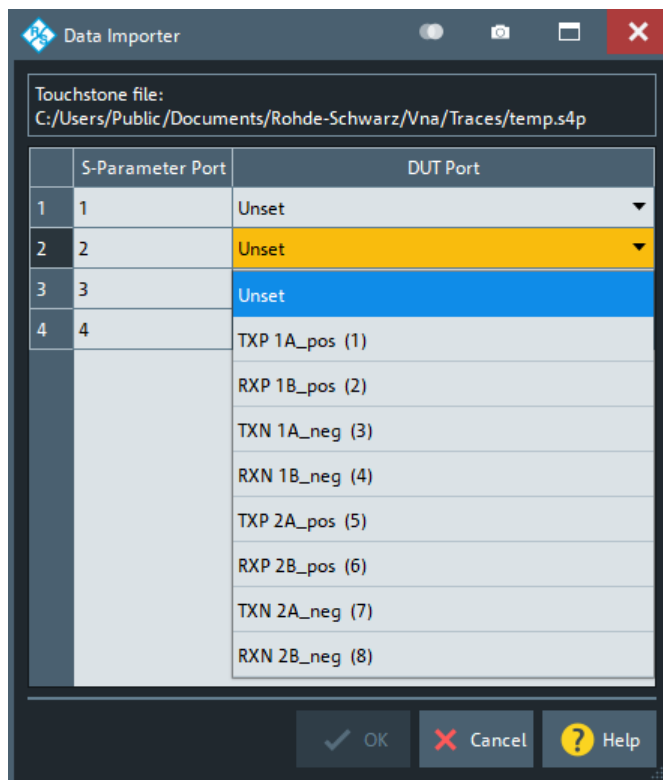 Data Importer
Touchstone file:
C:/Users/Public/Documents/Rohde-Schwarz/Vna/Traces/temp.s4p
S-Parameter Port DUT Port
1 1 Unset
2 2 Unset
3 3
4 4
Unset
TXP 1A_pos (1)
RXP 1B_pos (2)
TXN 1A_neg (3)
RXN 1B_neg (4)
TXP 2A_pos (5)
RXP 2B_pos (6)
TXN 2A_neg (7)
RXN 2B_neg (8)
OK Cancel ? Help